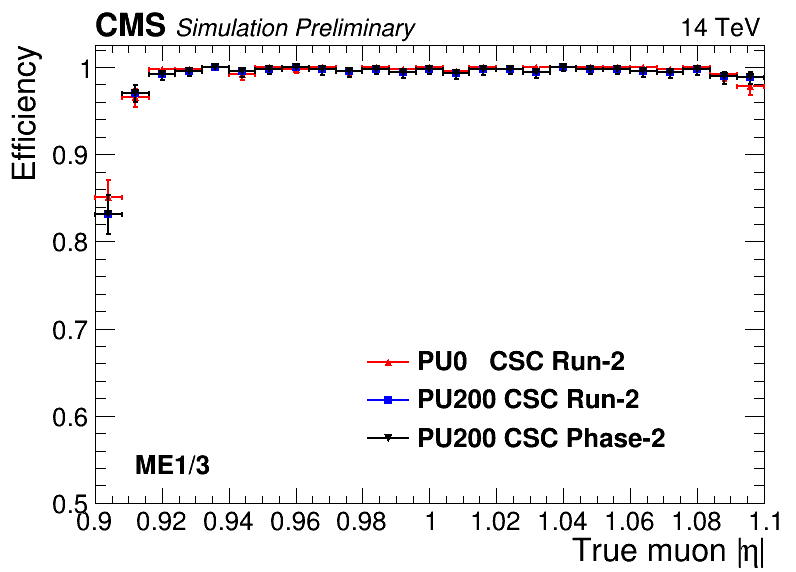 CMS Simulation Preliminary 14 TeV
Efficiency
1
0.9
0.8
0.7
0.6
0.5
PU0 CSC Run-2
PU200 CSC Run-2
PU200 CSC Phase-2
ME1/3
0.9 0.92 0.94 0.96 0.98 1 1.02 1.04 1.06 1.08 1.1
True muon |η|